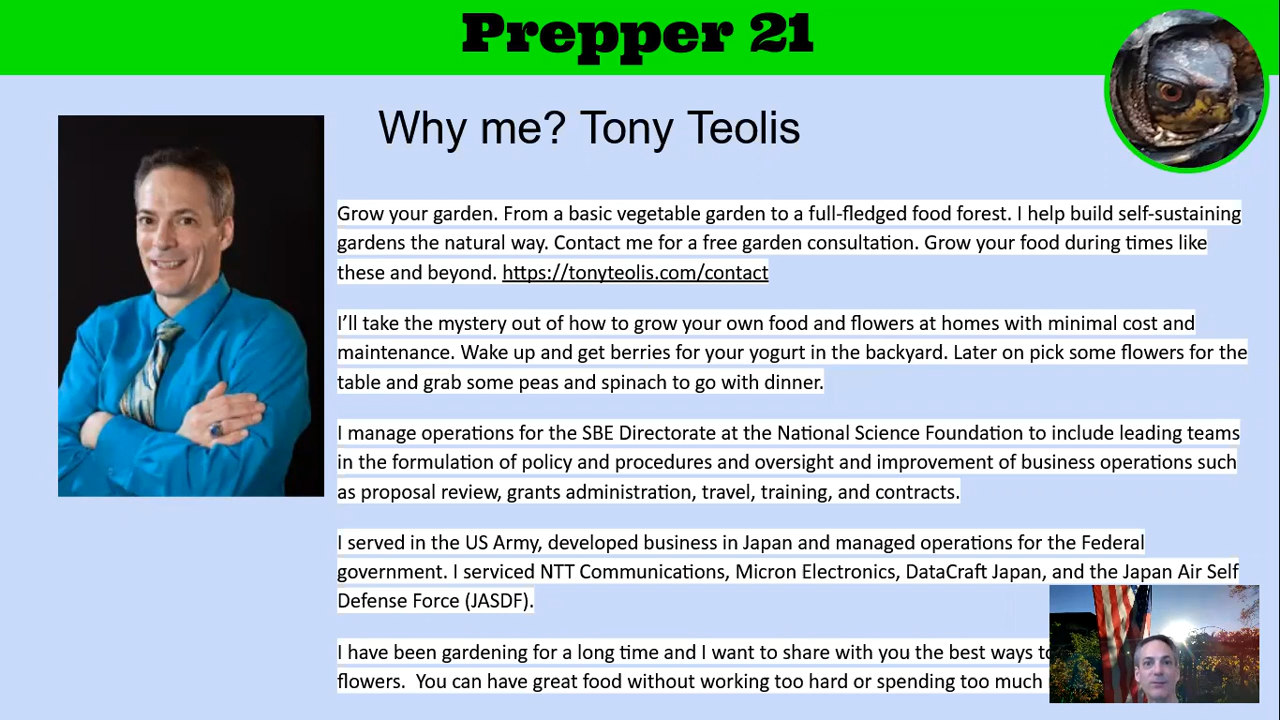 Prepper 21
Why me? Tony Teolis
Grow your garden. From a basic vegetable garden to a full-fledged food forest. I help build self-sustaining
gardens the natural way. Contact me for a free garden consultation. Grow your food during times like
these and beyond. https://tonyteolis.com/contact
I’ll take the mystery out of how to grow your own food and flowers at homes with minimal cost and
maintenance. Wake up and get berries for your yogurt in the backyard. Later on pick some flowers for the
table and grab some peas and spinach to go with dinner.
I manage operations for the SBE Directorate at the National Science Foundation to include leading teams
in the formulation of policy and procedures and oversight and improvement of business operations such
as proposal review, grants administration, travel, training, and contracts.
I served in the US Army, developed business in Japan and managed operations for the Federal
government. I serviced NTT Communications, Micron Electronics, DataCraft Japan, and the Japan Air Self
Defense Force (JASDF).
I have been gardening for a long time and I want to share with you the best ways
flowers. You can have great food without working too hard or spending too much